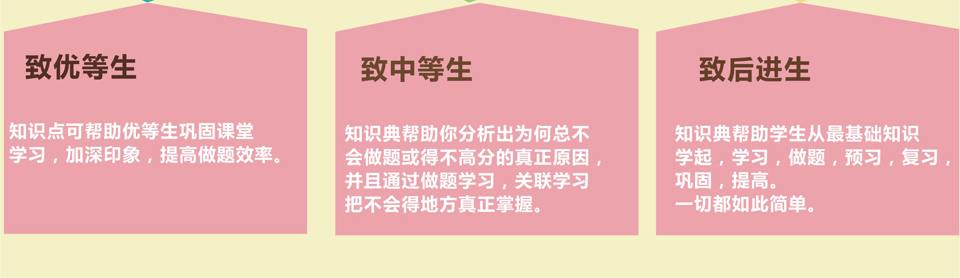 致优等生
知识点可帮助优等生巩固课堂
学习，加深印象，提高做题效率。
致中等生
知识典帮助你分析出为何总不
会做题或得不高分的真正原因，
并且通过做题学习，关联学习
把不会得地方真正掌握。
致后进生
知识典帮助学生从最基础知识
学起，学习，做题，预习，复习，
巩固，提高。
一切都如此简单。